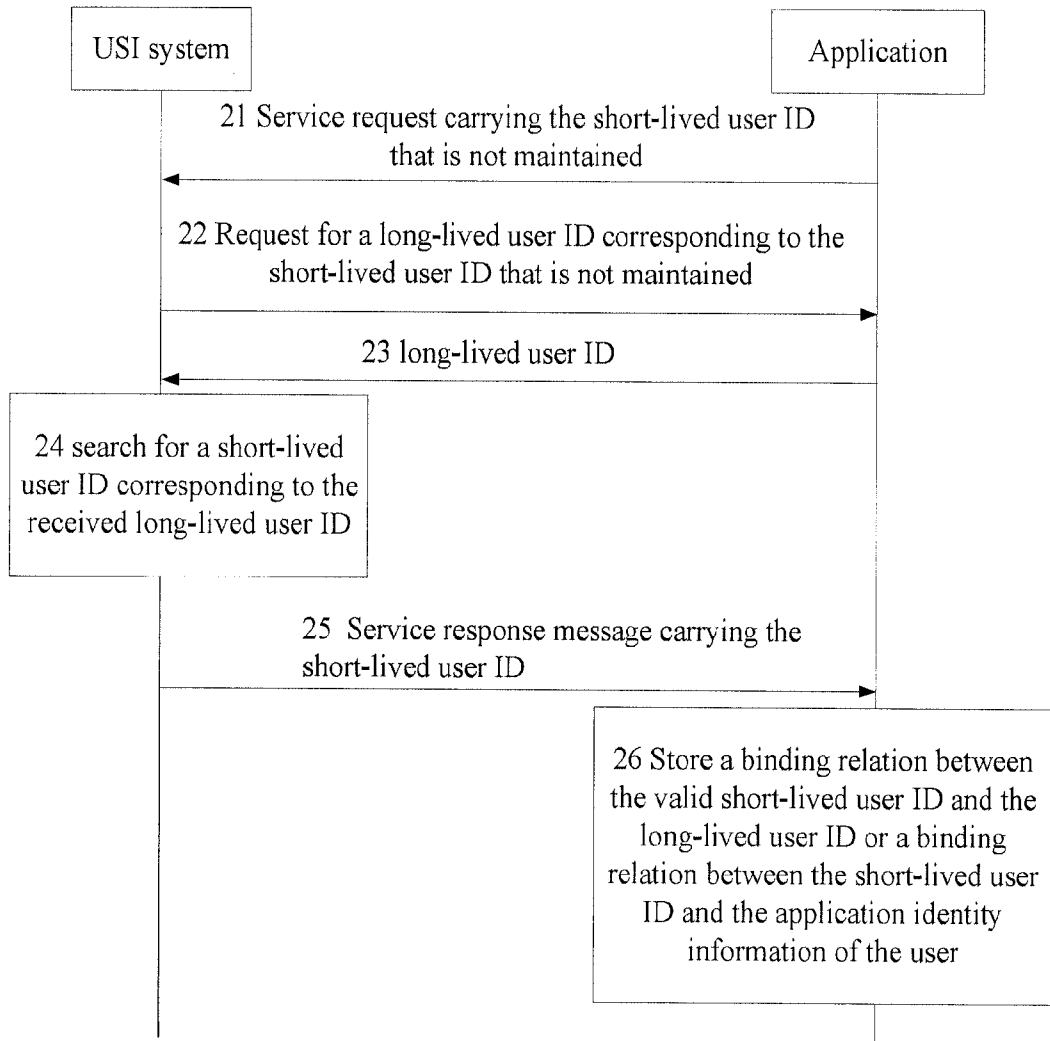 USI system
Application
21 Service request carrying the short-lived user ID
that is not maintained
22 Request for a long-lived user ID corresponding to the
short-lived user ID that is not maintained
23 long-lived user ID
24 search for a short-lived
user ID corresponding to the
received long-lived user ID
25 Service response message carrying the
short-lived user ID
26 Store a binding relation between
the valid short-lived user ID and the
long-lived user ID or a binding
relation between the short-lived user
ID and the application identity
information of the user